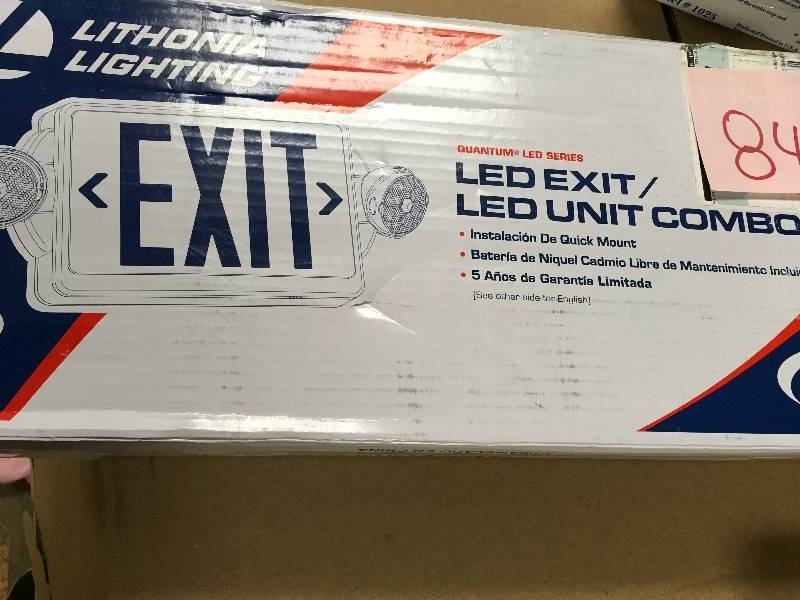 LITHONIA
LIGHTING
EXIT
QUANTUM® LED SERIES
LED EXIT/
LED UNIT COMBO
• Instalación De Quick Mount
• Batería de Niquel Cadmio Libre de Mantenimiento
• 5 Años de Garantía Limitada
[See other side for English]
84
# 1025